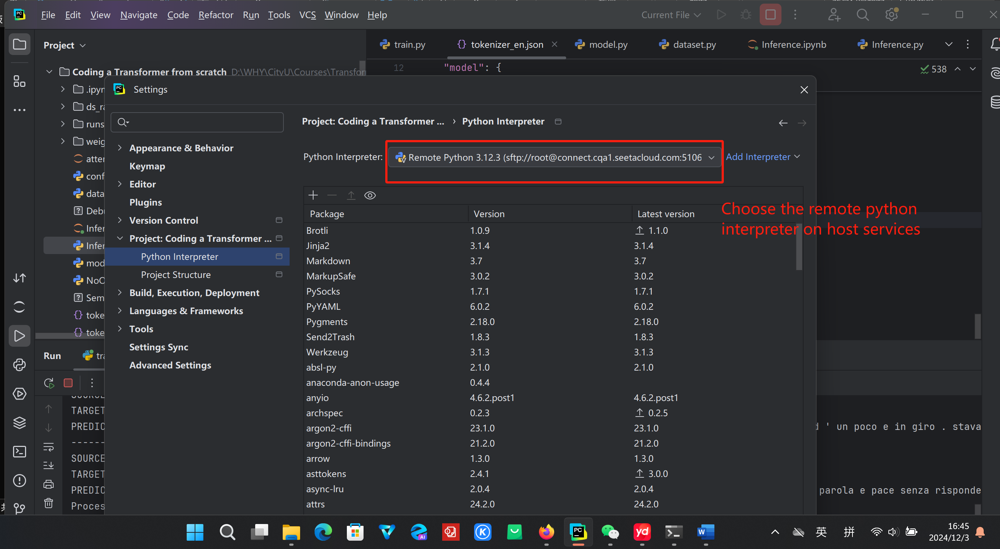 File Edit View Navigate Code Refactor Run Tools VCS Window Help
Current File
Project
train.py
tokenizer_en.json
model.py
dataset.py
Inference.ipynb
Inference.py
Coding a Transformer from scratch D:\WHY\CityU\Courses\Transfor
12 "model": {
538
.ipyn
ds_ra
runs
weig
atter
conf
data
Debu
Infer
Infer
mod
NoC
Sem
toke
toke
Settings
Appearance & Behavior
Keymap
Editor
Plugins
Version Control
Project: Coding a Transformer ...
Python Interpreter
Project Structure
Build, Execution, Deployment
Languages & Frameworks
Tools
Settings Sync
Advanced Settings
Project: Coding a Transformer ... › Python Interpreter
Python Interpreter: Remote Python 3.12.3 (sftp://root@connect.cqa1.seetacloud.com:5106 Add Interpreter
Choose the remote python
interpreter on host services
Package Version Latest version
Brotli 1.0.9 1.1.0
Jinja2 3.1.4 3.1.4
Markdown 3.7 3.7
MarkupSafe 3.0.2 3.0.2
PySocks 1.7.1 1.7.1
PyYAML 6.0.2 6.0.2
Pygments 2.18.0 2.18.0
Send2Trash 1.8.3 1.8.3
Werkzeug 3.1.3 3.1.3
absl-py 2.1.0 2.1.0
anaconda-anon-usage 0.4.4
anyio 4.6.2.post1 4.6.2.post1
archspec 0.2.3 0.2.5
argon2-cffi 23.1.0 23.1.0
argon2-cffi-bindings 21.2.0 21.2.0
arrow 1.3.0 1.3.0
asttokens 2.4.1 3.0.0
async-lru 2.0.4 2.0.4
attrs 24.2.0 24.2.0
Run tra
SOURCE
TARGET
PREDIC d ' un poco e in giro . stava
-----
SOURCE
TARGET
PREDIC parola e pace senza risponde
Proces
英 拼
16:45
2024/12/3